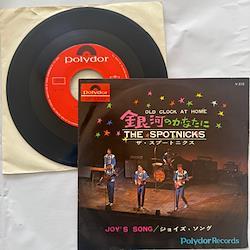 polydor
Polydor
OLD CLOCK AT HOME
銀河のかなたに
THE SPOTNICKS
ザ・スプートニクス
JOY'S SONG／ジョイズ・ソング
Polydor Records